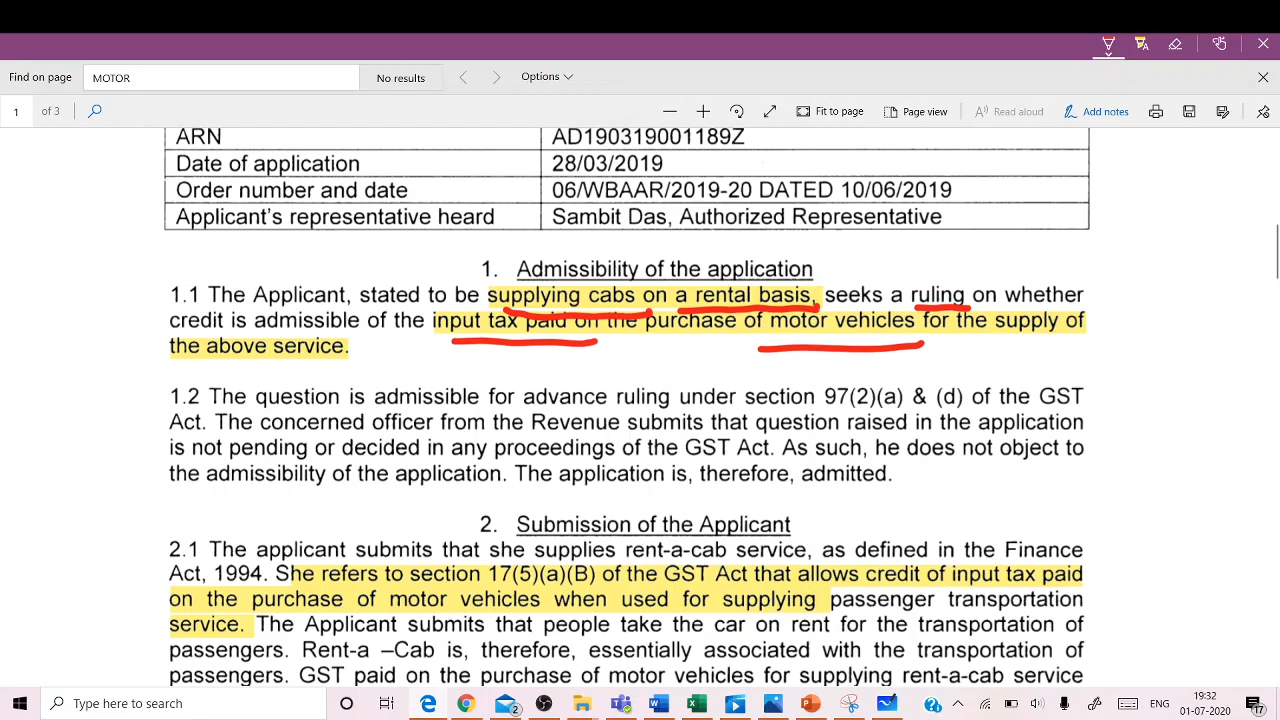 Find on page
MOTOR
No results
Options
1 of 3
Fit to page
Page view
Read aloud
Add notes
ARN AD190319001189Z
Date of application 28/03/2019
Order number and date 06/WBAAR/2019-20 DATED 10/06/2019
Applicant's representative heard Sambit Das, Authorized Representative
1. Admissibility of the application
1.1 The Applicant, stated to be supplying cabs on a rental basis, seeks a ruling on whether
credit is admissible of the input tax paid on the purchase of motor vehicles for the supply of
the above service.
1.2 The question is admissible for advance ruling under section 97(2)(a) & (d) of the GST
Act. The concerned officer from the Revenue submits that question raised in the application
is not pending or decided in any proceedings of the GST Act. As such, he does not object to
the admissibility of the application. The application is, therefore, admitted.
2. Submission of the Applicant
2.1 The applicant submits that she supplies rent-a-cab service, as defined in the Finance
Act, 1994. She refers to section 17(5)(a)(B) of the GST Act that allows credit of input tax paid
on the purchase of motor vehicles when used for supplying passenger transportation
service. The Applicant submits that people take the car on rent for the transportation of
passengers. Rent-a –Cab is, therefore, essentially associated with the transportation of
passengers. GST paid on the purchase of motor vehicles for supplying rent-a-cab service
Type here to search
2
ENG
19:32
01-07-2020
17